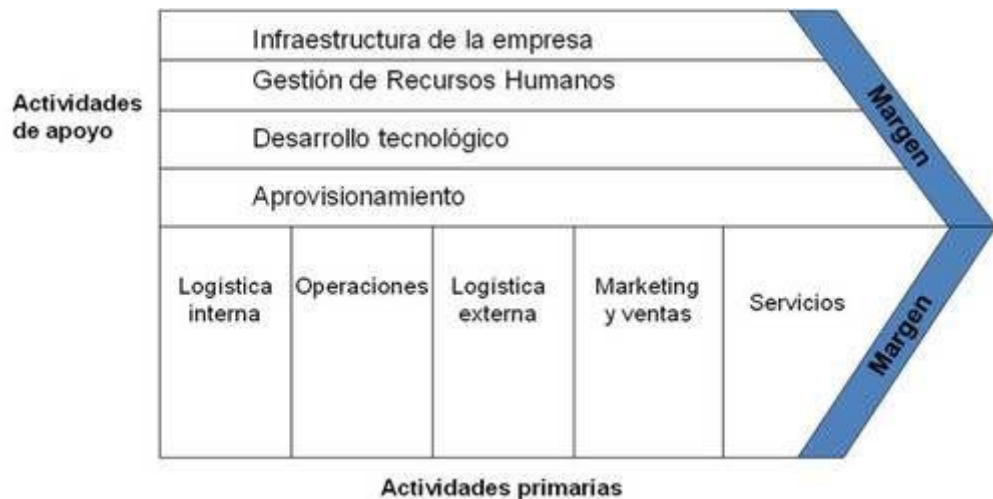 Infraestructura de la empresa
Gestión de Recursos Humanos
Actividades
de apoyo
Desarrollo tecnológico
Aprovisionamiento
Margen
Logística
interna
Operaciones
Logística
externa
Marketing
y ventas
Servicios
Margen
Actividades primarias